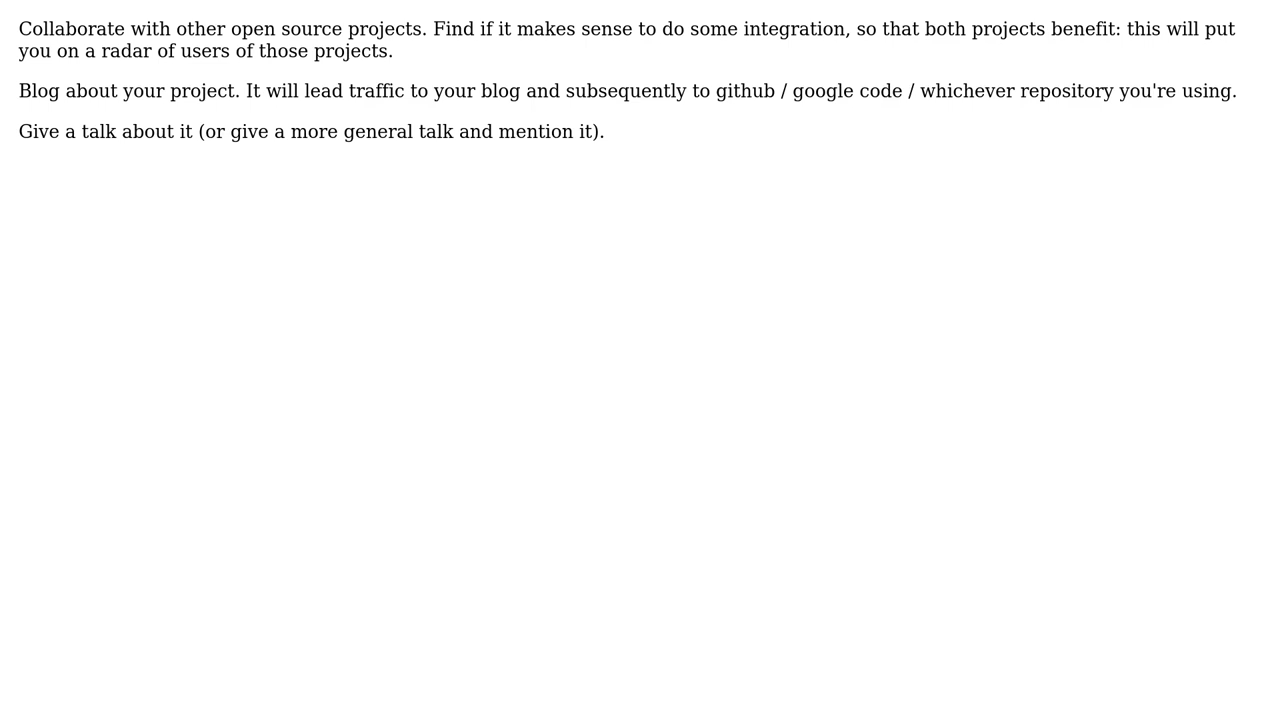 Collaborate with other open source projects. Find if it makes sense to do some integration, so that both projects benefit: this will put
you on a radar of users of those projects.
Blog about your project. It will lead traffic to your blog and subsequently to github / google code / whichever repository you're using.
Give a talk about it (or give a more general talk and mention it).